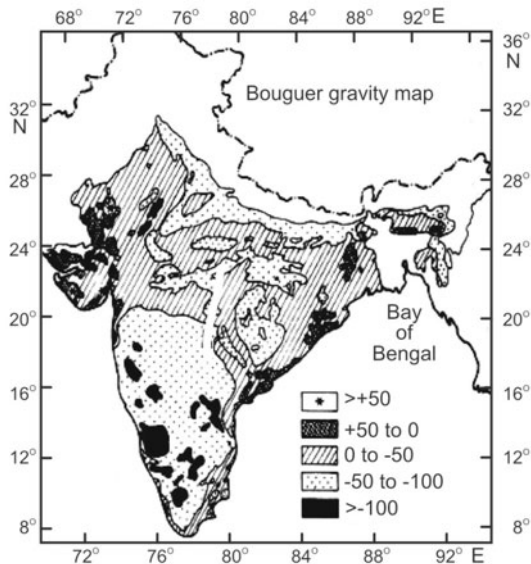 68° 72° 76° 80° 84° 88° 92° E
36°
N
32°
N
32°
Bouguer gravity map
28°
28°
24°
24°
20°
20°
Bay
of
Bengal
16°
16°
>+50
+50 to 0
12°
12°
0 to -50
-50 to -100
8°
>-100
8°
72° 76° 80° 84° 88° 92° E